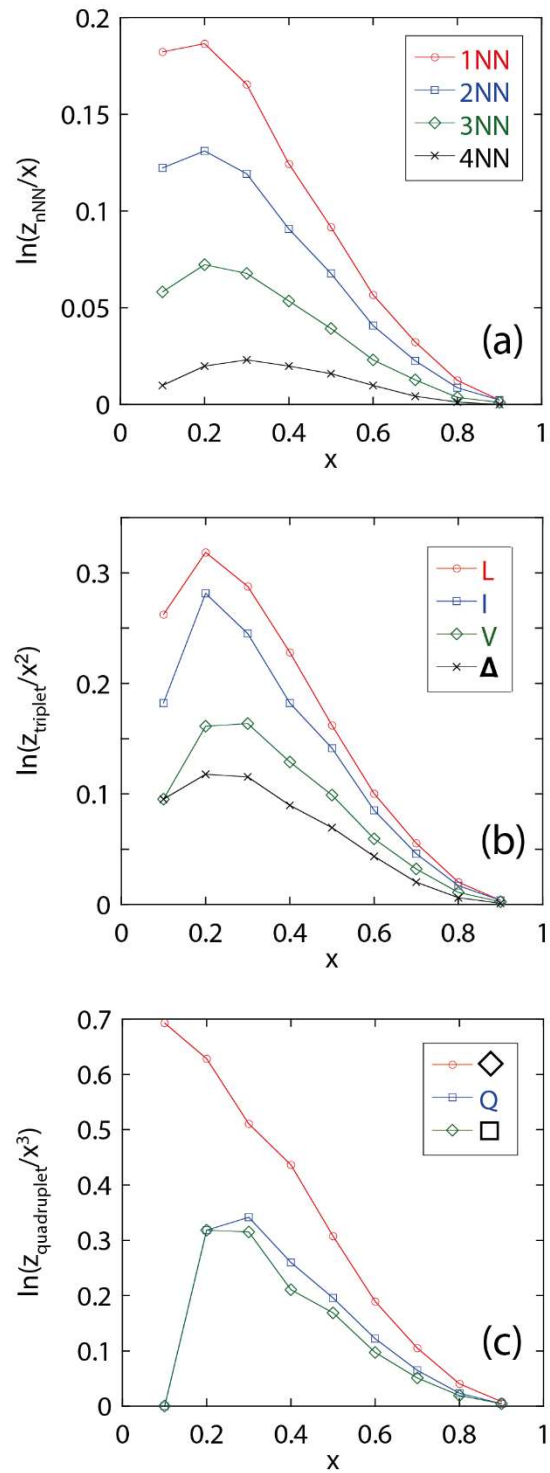 0.2
0.15
0.1
0.05
0
ln(z_nNN/x)
1NN
2NN
3NN
4NN
(a)
0 0.2 0.4 0.6 0.8 1
x
0.3
0.2
0.1
0
ln(z_triplet/x²)
L
I
V
Δ
(b)
0 0.2 0.4 0.6 0.8 1
x
0.7
0.6
0.5
0.4
0.3
0.2
0.1
0
ln(z_quadruplet/x³)
◇
Q
□
(c)
0 0.2 0.4 0.6 0.8 1
x